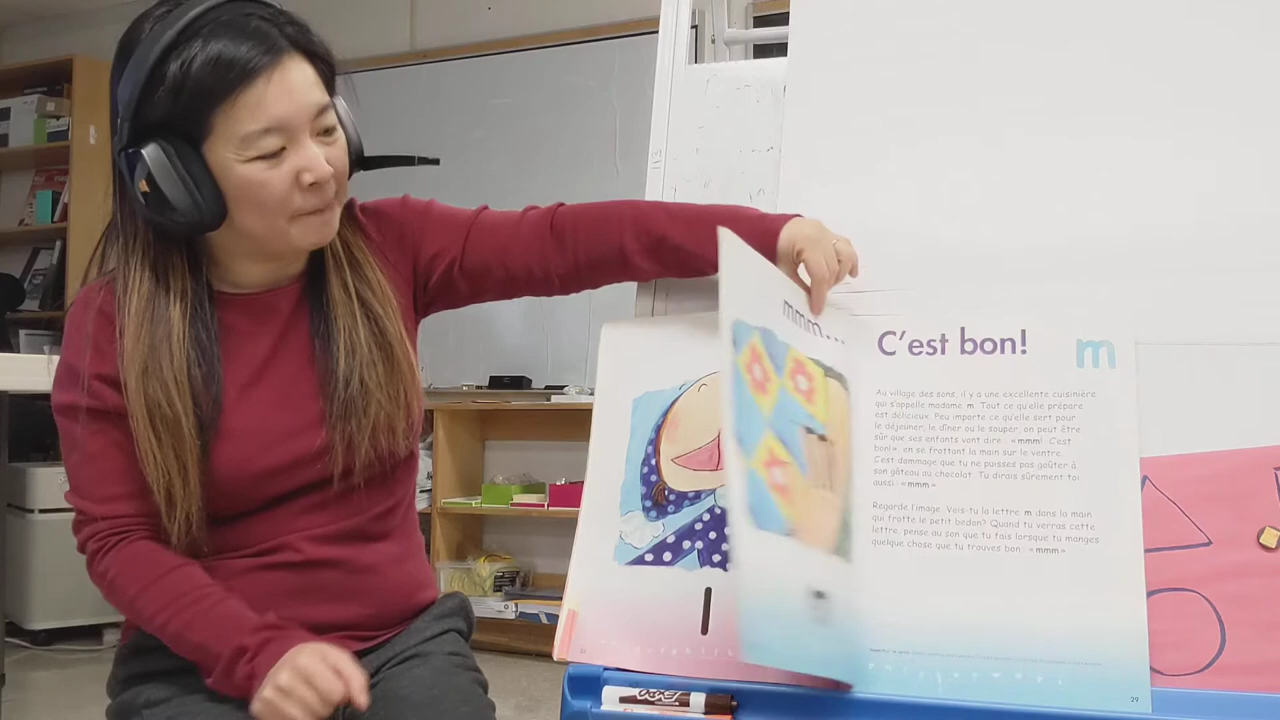 mmm...
C'est bon!
m
Au village des sons, il y a une excellente cuisinière
qui s'appelle madame m. Tout ce qu'elle prépare
est délicieux. Peu importe ce qu'elle sert pour
le déjeuner, le dîner ou le souper, on peut être
sûr que ses enfants vont dire : «mmm! C'est
bon!», en se frottant la main sur le ventre.
C'est dommage que tu ne puisses pas goûter à
son gâteau au chocolat. Tu dirais sûrement toi
aussi : «mmm»
Regarde l'image. Vois-tu la lettre m dans la main
qui frotte le petit bedon? Quand tu verras cette
lettre, pense au son que tu fais lorsque tu manges
quelque chose que tu trouves bon : «mmm»
l
29
EXPO